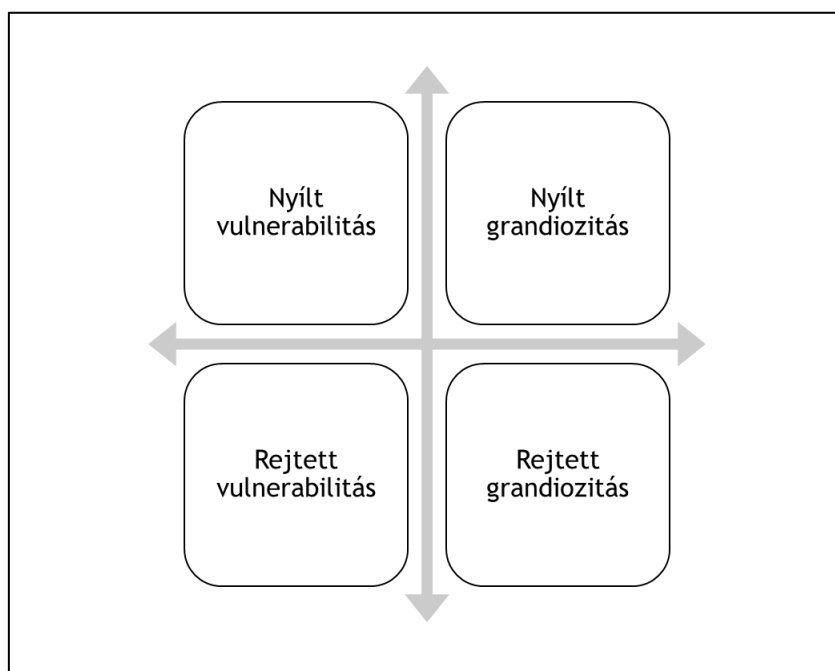 Nyílt
vulnerabilitás
Nyílt
grandiozitás
Rejtett
vulnerabilitás
Rejtett
grandiozitás